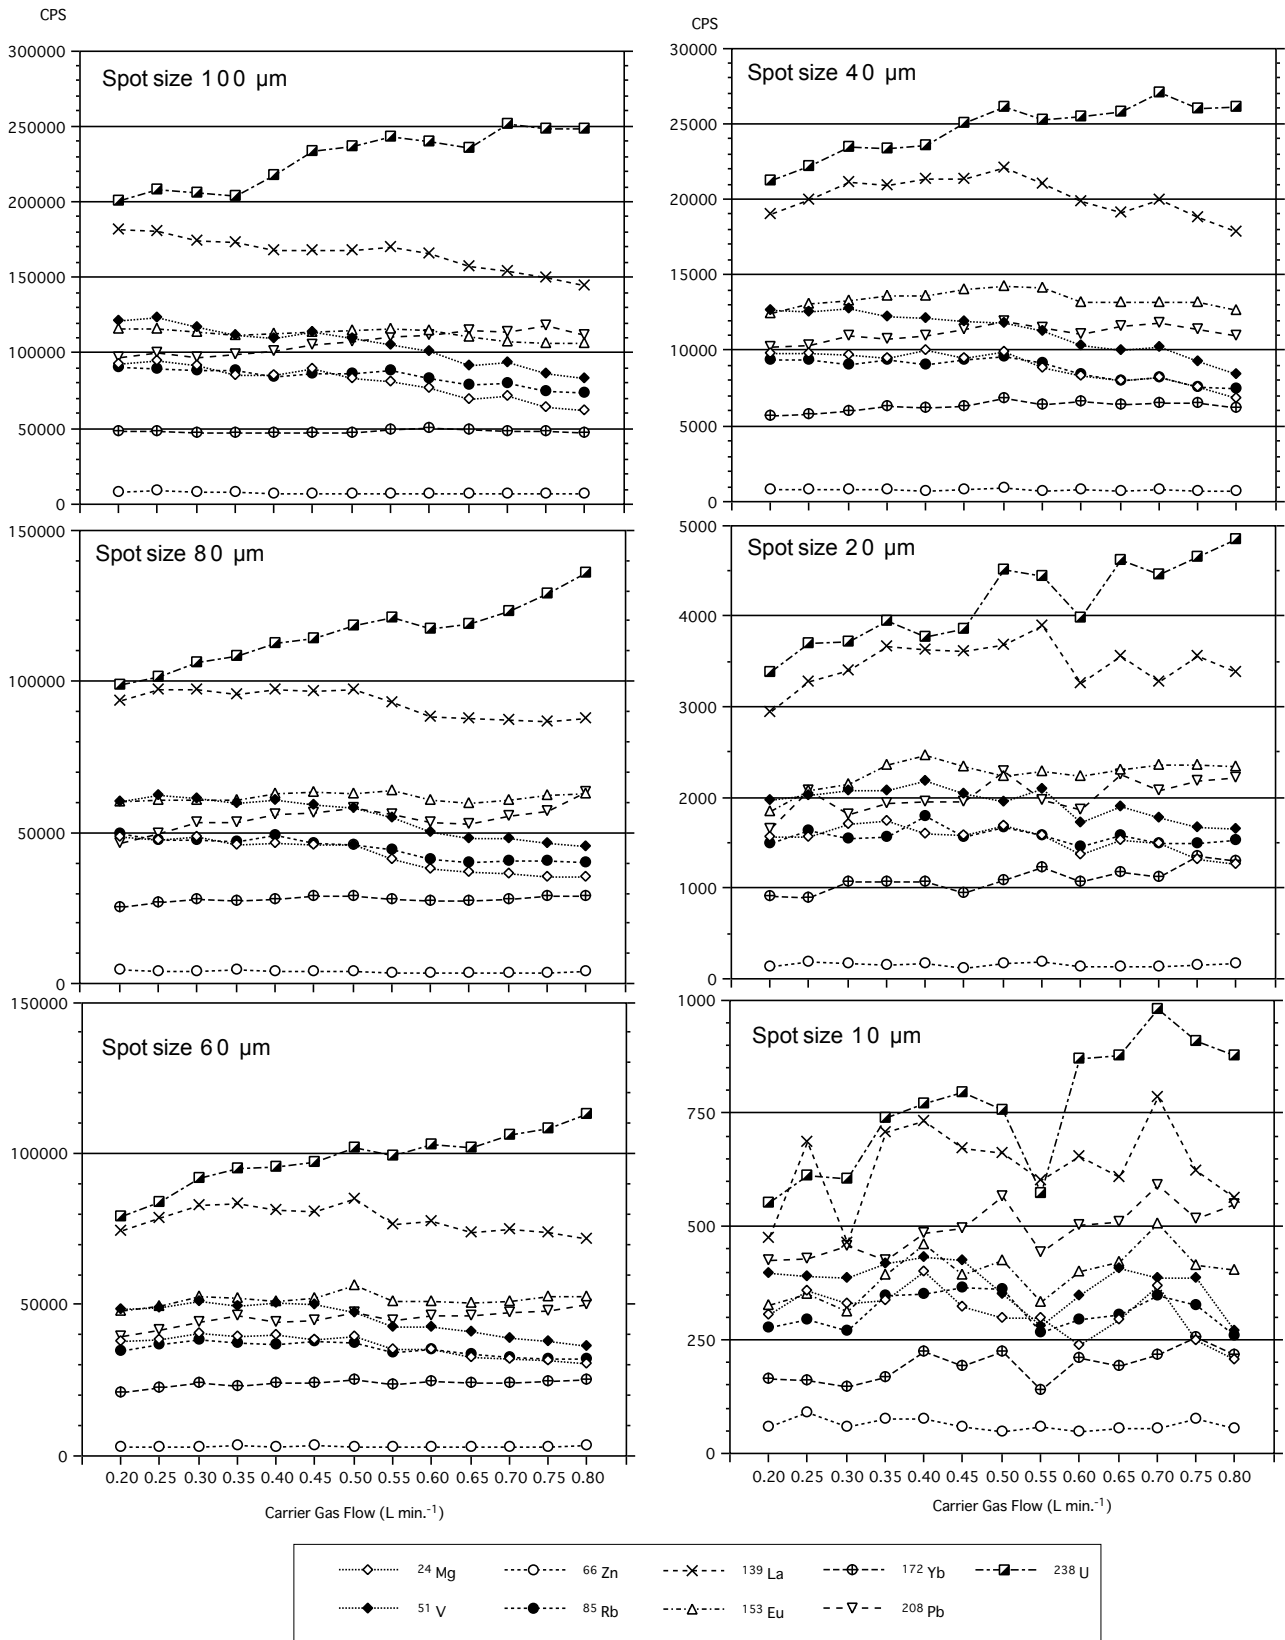 CPS
300000
Spot size 100 µm
250000
200000
150000
100000
50000
0
150000
Spot size 80 µm
100000
50000
0
150000
Spot size 60 µm
100000
50000
0
0.20 0.25 0.30 0.35 0.40 0.45 0.50 0.55 0.60 0.65 0.70 0.75 0.80
Carrier Gas Flow (L min.-1)
CPS
30000
Spot size 40 µm
25000
20000
15000
10000
5000
0
5000
Spot size 20 µm
4000
3000
2000
1000
0
1000
Spot size 10 µm
750
500
250
0
0.20 0.25 0.30 0.35 0.40 0.45 0.50 0.55 0.60 0.65 0.70 0.75 0.80
Carrier Gas Flow (L min.-1)
24 Mg 66 Zn 139 La 172 Yb 238 U
51 V 85 Rb 153 Eu 208 Pb